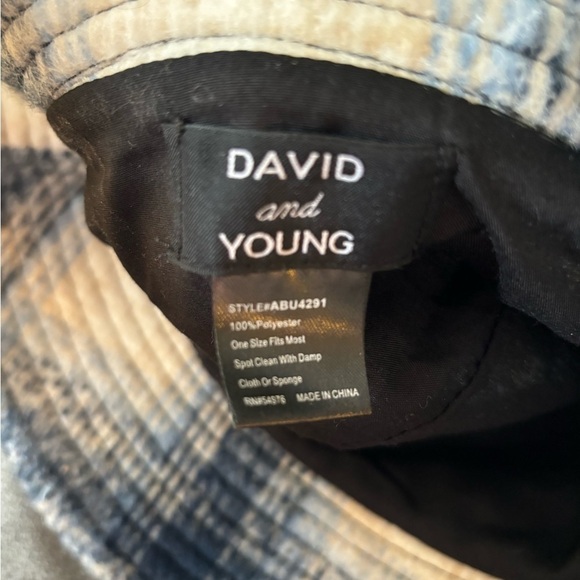 DAVID
and
YOUNG
STYLE#ABU4291
100%Polyester
One Size Fits Most
Spot Clean With Damp
Cloth Or Sponge
RN#54576 MADE IN CHINA